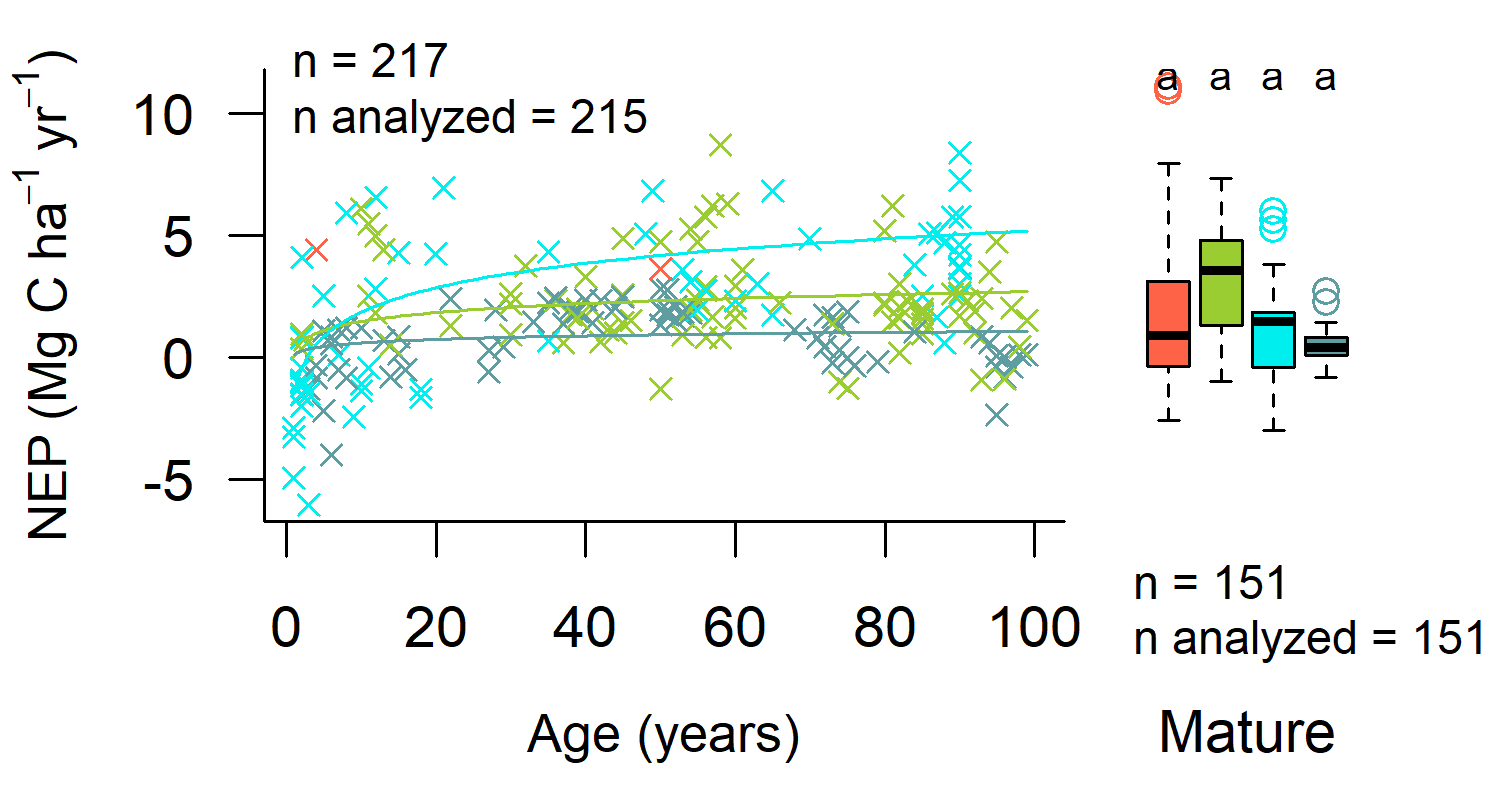 n = 217
n analyzed = 215
NEP (Mg C ha⁻¹ yr⁻¹)
10
5
0
-5
0 20 40 60 80 100
Age (years)
a a a a
n = 151
n analyzed = 151
Mature